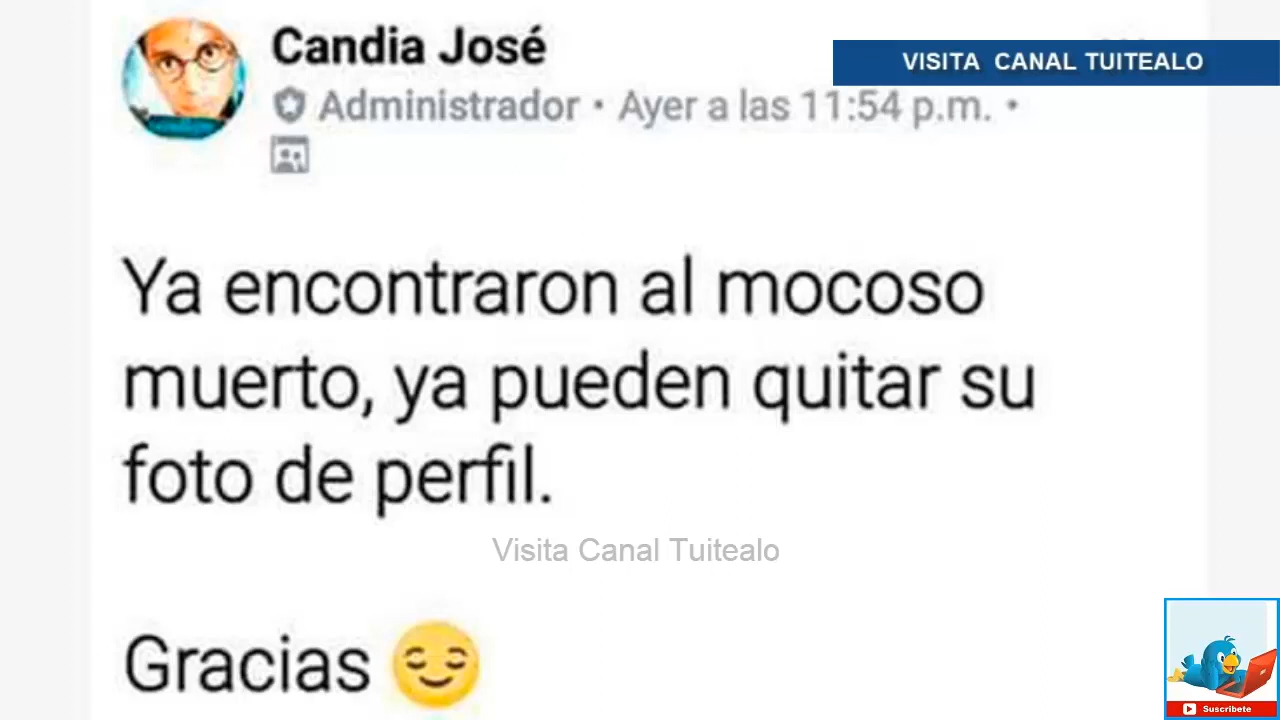 Candia José
VISITA CANAL TUITEALO
Administrador · Ayer a las 11:54 p.m. ·
Ya encontraron al mocoso
muerto, ya pueden quitar su
foto de perfil.
Visita Canal Tuitealo
Gracias 😌
Suscribete